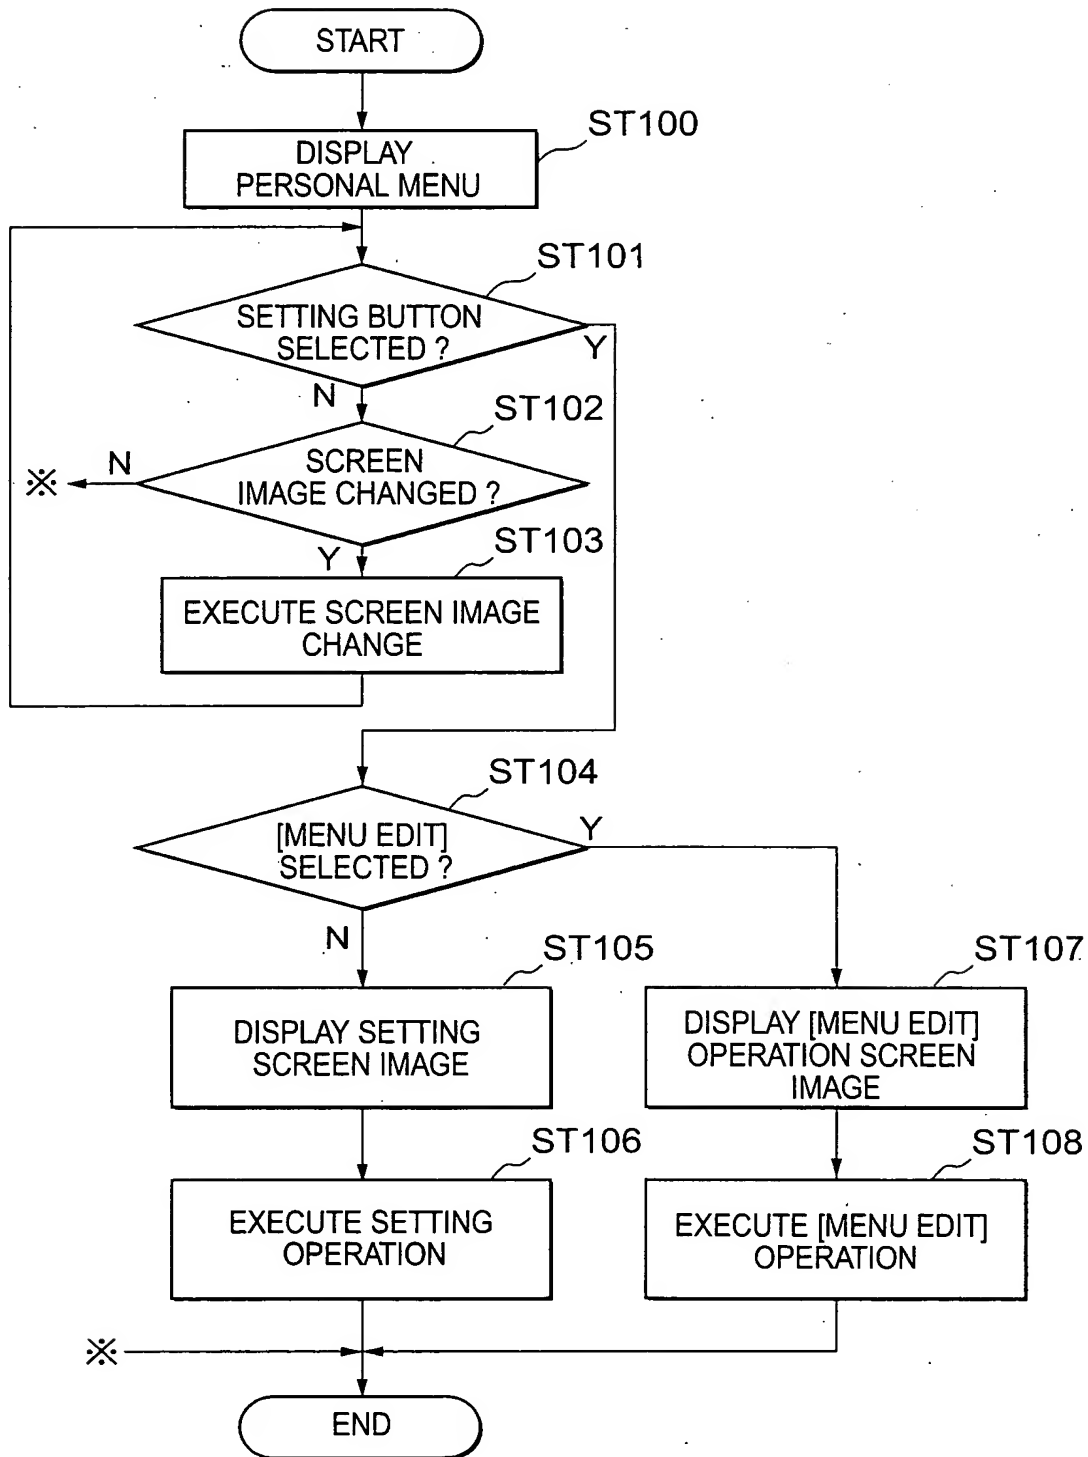 START
ST100
DISPLAY
PERSONAL MENU
ST101
SETTING BUTTON
SELECTED ?
Y
N
ST102
SCREEN
IMAGE CHANGED ?
N
※
Y
ST103
EXECUTE SCREEN IMAGE
CHANGE
ST104
[MENU EDIT]
SELECTED ?
Y
N
ST105
DISPLAY SETTING
SCREEN IMAGE
ST107
DISPLAY [MENU EDIT]
OPERATION SCREEN
IMAGE
ST106
EXECUTE SETTING
OPERATION
ST108
EXECUTE [MENU EDIT]
OPERATION
※
END